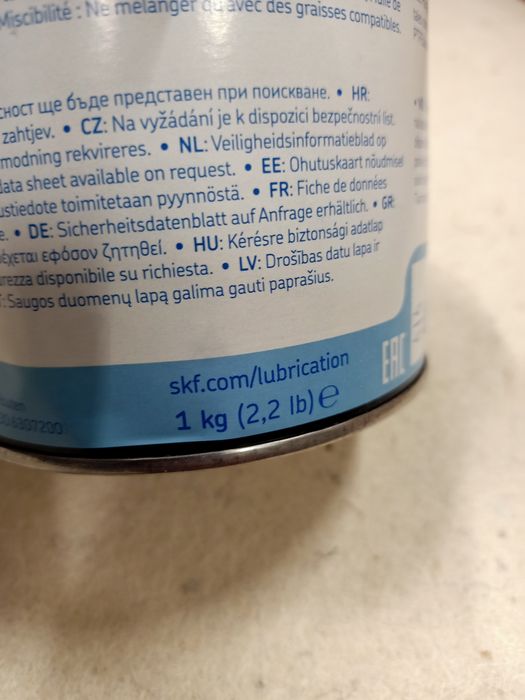 Miscibilité : Ne mélanger qu'avec des graisses compatibles.
сност ще бъде представен при поискване. • HR:
zahtjev. • CZ: Na vyžádání je k dispozici bezpečnostní list.
modning rekvireres. • NL: Veiligheidsinformatieblad op
data sheet available on request. • EE: Ohutuskaart nõudmisel
ustiedote toimitetaan pyynnöstä. • FR: Fiche de données
e. • DE: Sicherheitsdatenblatt auf Anfrage erhältlich. • GR:
έχεται εφόσον ζητηθεί. • HU: Kérésre biztonsági adatlap
urezza disponibile su richiesta. • LV: Drošības datu lapa ir
: Saugos duomenų lapą galima gauti paprašius.
skf.com/lubrication
1 kg (2,2 lb) e
EAC